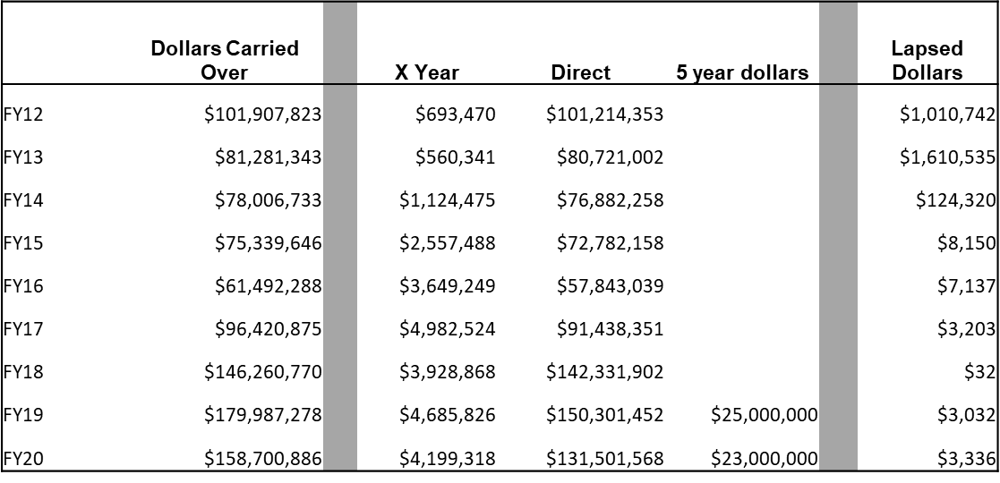 Dollars Carried Over X Year Direct 5 year dollars Lapsed Dollars
FY12 $101,907,823 $693,470 $101,214,353 $1,010,742
FY13 $81,281,343 $560,341 $80,721,002 $1,610,535
FY14 $78,006,733 $1,124,475 $76,882,258 $124,320
FY15 $75,339,646 $2,557,488 $72,782,158 $8,150
FY16 $61,492,288 $3,649,249 $57,843,039 $7,137
FY17 $96,420,875 $4,982,524 $91,438,351 $3,203
FY18 $146,260,770 $3,928,868 $142,331,902 $32
FY19 $179,987,278 $4,685,826 $150,301,452 $25,000,000 $3,032
FY20 $158,700,886 $4,199,318 $131,501,568 $23,000,000 $3,336